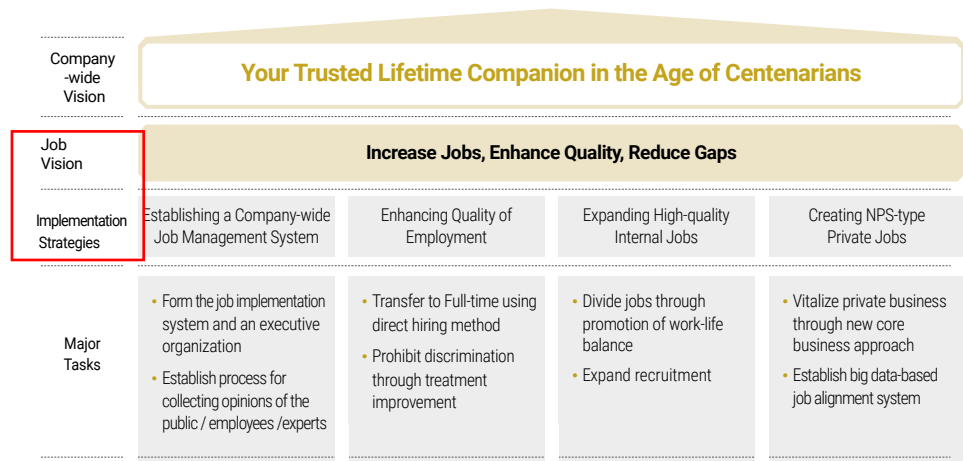 Company
-wide
Vision
Your Trusted Lifetime Companion in the Age of Centenarians
Job
Vision
Increase Jobs, Enhance Quality, Reduce Gaps
Implementation
Strategies
Establishing a Company-wide
Job Management System
Enhancing Quality of
Employment
Expanding High-quality
Internal Jobs
Creating NPS-type
Private Jobs
Major
Tasks
• Form the job implementation
system and an executive
organization
• Establish process for
collecting opinions of the
public / employees /experts
• Transfer to Full-time using
direct hiring method
• Prohibit discrimination
through treatment
improvement
• Divide jobs through
promotion of work-life
balance
• Expand recruitment
• Vitalize private business
through new core
business approach
• Establish big data-based
job alignment system